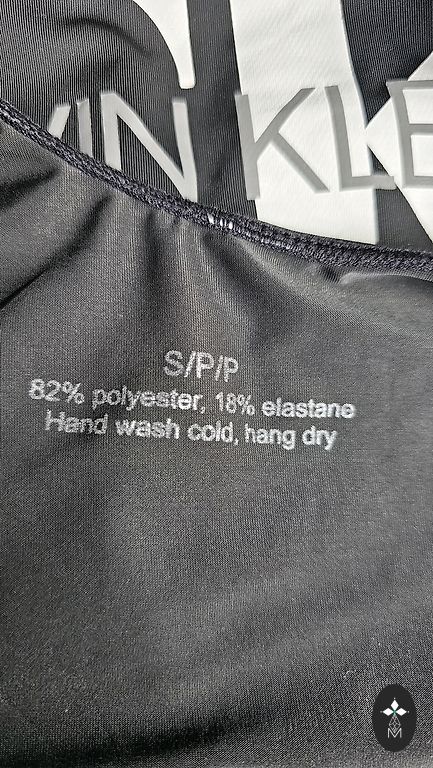 VIN KLE
S/P/P
82% polyester, 18% elastane
Hand wash cold, hang dry
M